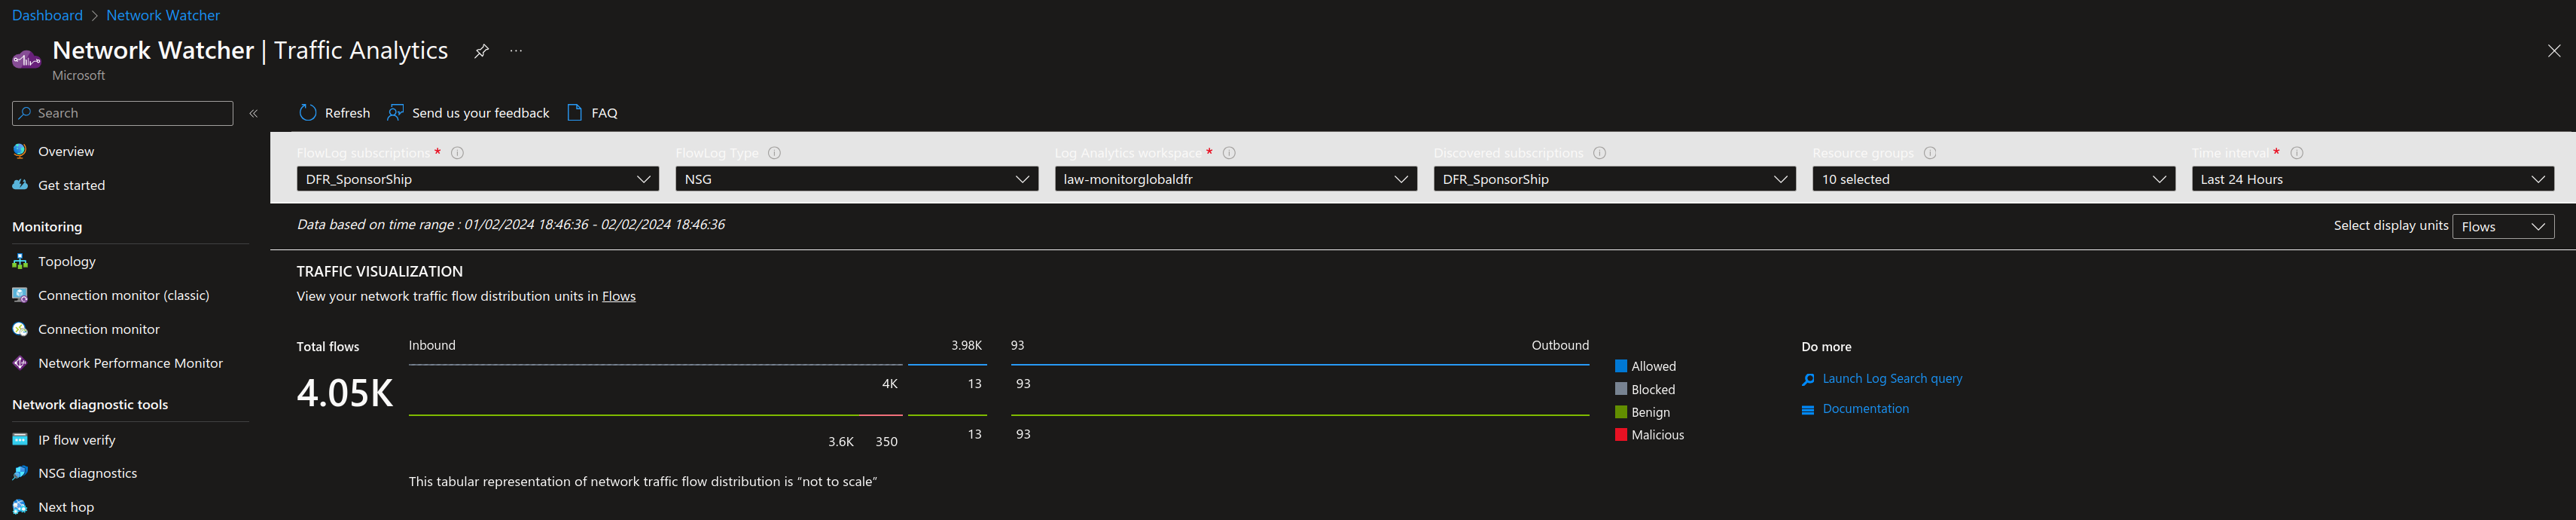 Dashboard > Network Watcher
Network Watcher | Traffic Analytics ...
Microsoft
Search «
Overview
Get started
Monitoring
Topology
Connection monitor (classic)
Connection monitor
Network Performance Monitor
Network diagnostic tools
IP flow verify
NSG diagnostics
Next hop
Refresh Send us your feedback FAQ
FlowLog subscriptions * FlowLog Type Log Analytics workspace * Discovered subscriptions Resource groups Time interval *
DFR_SponsorShip NSG law-monitorglobaldfr DFR_SponsorShip 10 selected Last 24 Hours
Data based on time range : 01/02/2024 18:46:36 - 02/02/2024 18:46:36 Select display units Flows
TRAFFIC VISUALIZATION
View your network traffic flow distribution units in Flows
Total flows
4.05K
Inbound 3.98K 93 Outbound
4K 13 93
3.6K 350 13 93
This tabular representation of network traffic flow distribution is “not to scale”
Allowed
Blocked
Benign
Malicious
Do more
Launch Log Search query
Documentation